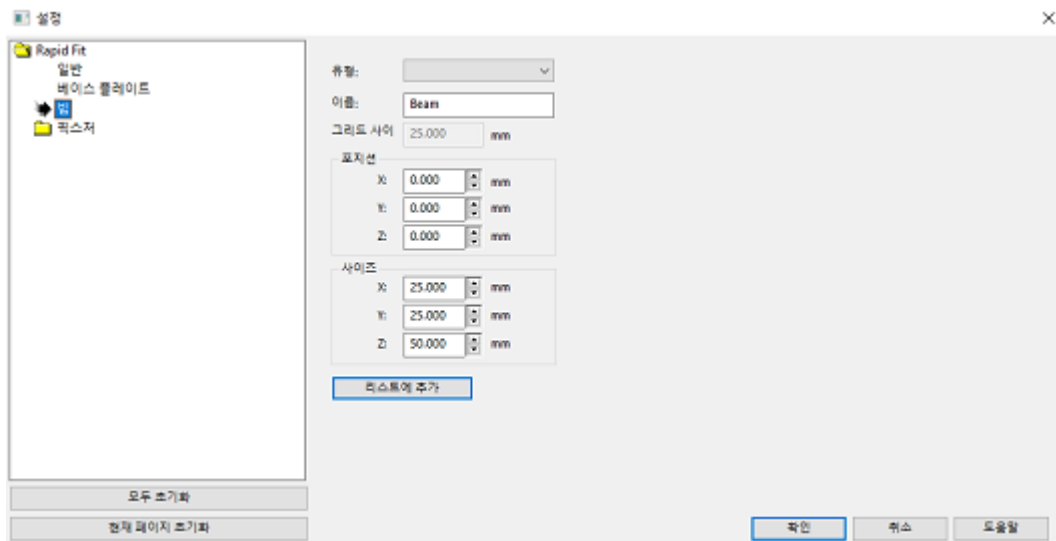 설정
Rapid Fit
일반
베이스 플레이트
빔
픽스처
유형:
이름: Beam
그리드 사이 25.000 mm
포지션
X: 0.000 mm
Y: 0.000 mm
Z: 0.000 mm
사이즈
X: 25.000 mm
Y: 25.000 mm
Z: 50.000 mm
리스트에 추가
모두 초기화
현재 페이지 초기화
확인 취소 도움말